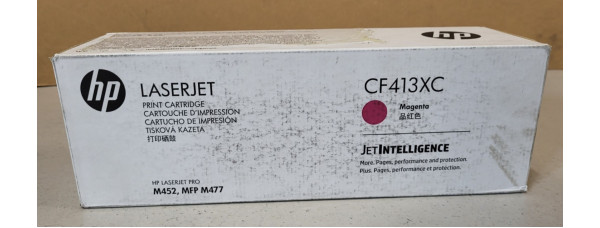 hp
LASERJET
PRINT CARTRIDGE
CARTOUCHE D'IMPRESSION
CARTUCHO DE IMPRESIÓN
TISKOVÁ KAZETA
打印硒鼓
HP LASERJET PRO
M452, MFP M477
CF413XC
Magenta
品红色
JETINTELLIGENCE
More. Pages, performance and protection.
Plus. Pages, performance et protection.